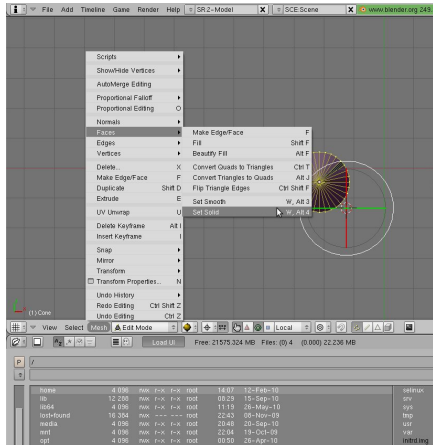 File Add Timeline Game Render Help SR:2-Model X SCE:Scene X www.blender.org 249.
Scripts
Show/Hide Vertices
AutoMerge Editing
Proportional Falloff
Proportional Editing O
Normals
Faces
Edges
Vertices
Delete... X
Make Edge/Face F
Duplicate Shift D
Extrude E
UV Unwrap U
Delete Keyframe Alt I
Insert Keyframe I
Snap
Mirror
Transform
Transform Properties... N
Undo History
Redo Editing Ctrl Shift Z
Undo Editing Ctrl Z
Make Edge/Face F
Fill Shift F
Beautify Fill Alt F
Convert Quads to Triangles Ctrl T
Convert Triangles to Quads Alt J
Flip Triangle Edges Ctrl Shift F
Set Smooth W, Alt 3
Set Solid W, Alt 4
(1) Cone
View Select Mesh Edit Mode Local
Load UI Free: 21575.324 MB Files: (0) 4 (0.000) 22.236 MB
P /
home 4 096 rwx r-x r-x root 14:07 12-Feb-10 selinux
lib 12 288 rwx r-x r-x root 08:29 15-Sep-10 srv
lib64 4 096 rwx r-x r-x root 11:19 26-May-10 sys
lost+found 16 384 rwx --- --- root 22:43 08-Nov-09 tmp
media 4 096 rwx r-x r-x root 20:48 20-Sep-10 usr
mnt 4 096 rwx r-x r-x root 22:04 19-Oct-09 var
opt 4 096 rwx r-x r-x root 00:50 26-Apr-10 initrd.img